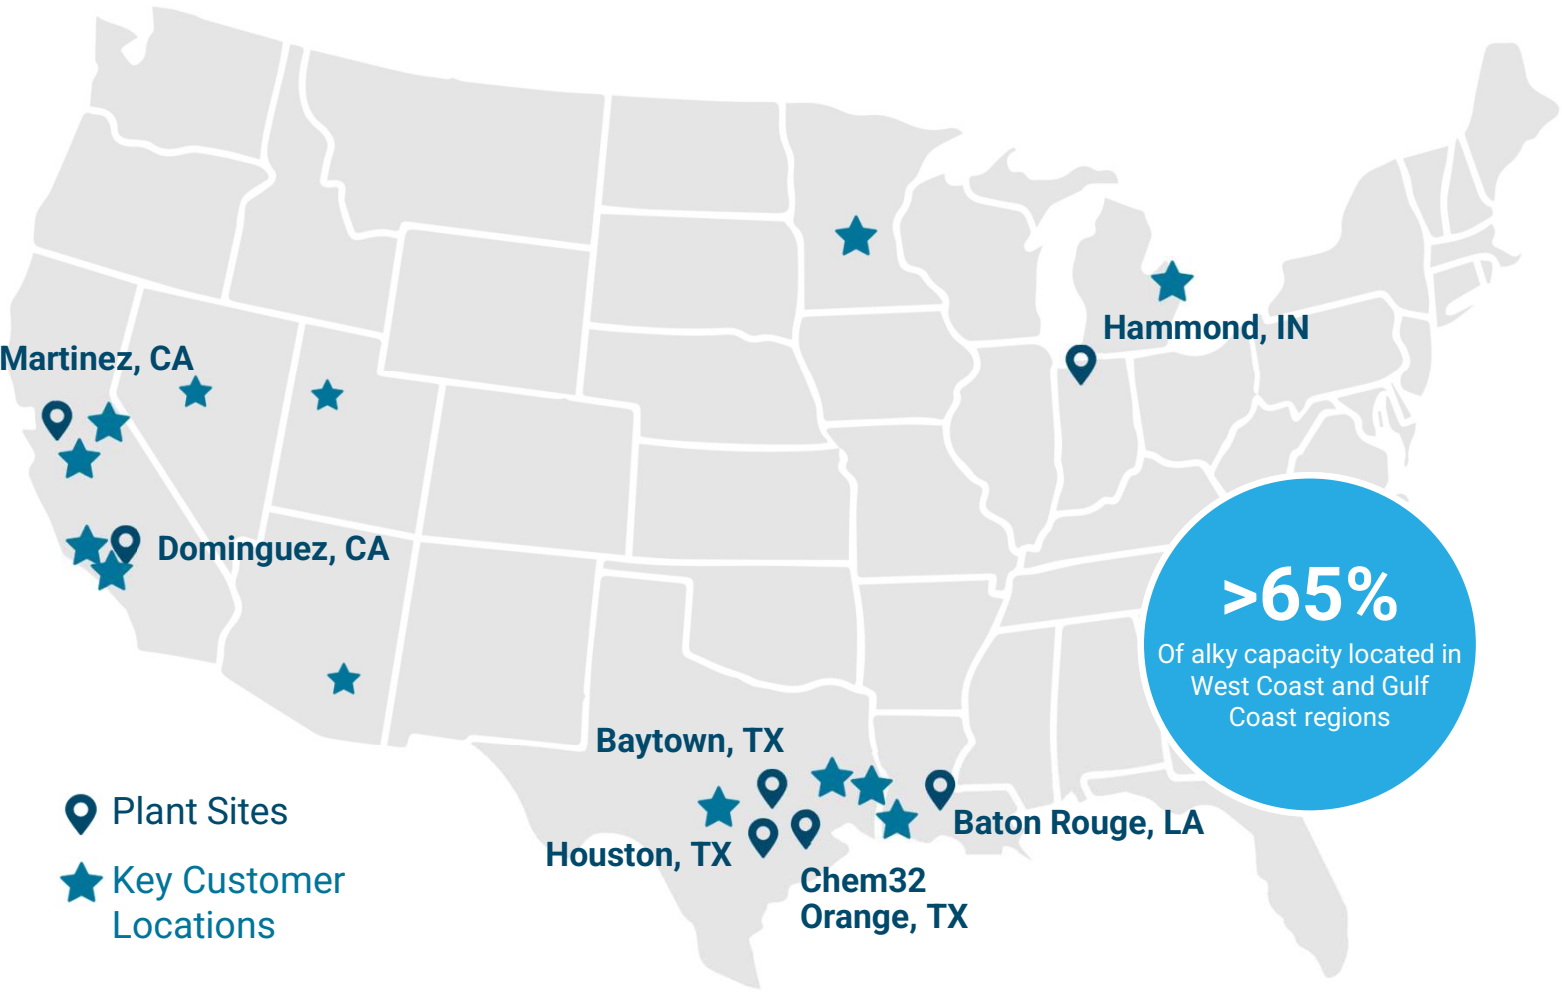 Hammond, IN
Martinez, CA
Dominguez, CA
>65%
Of alky capacity located in
West Coast and Gulf
Coast regions
Baytown, TX
Baton Rouge, LA
Houston, TX
Chem32
Orange, TX
Plant Sites
Key Customer
Locations